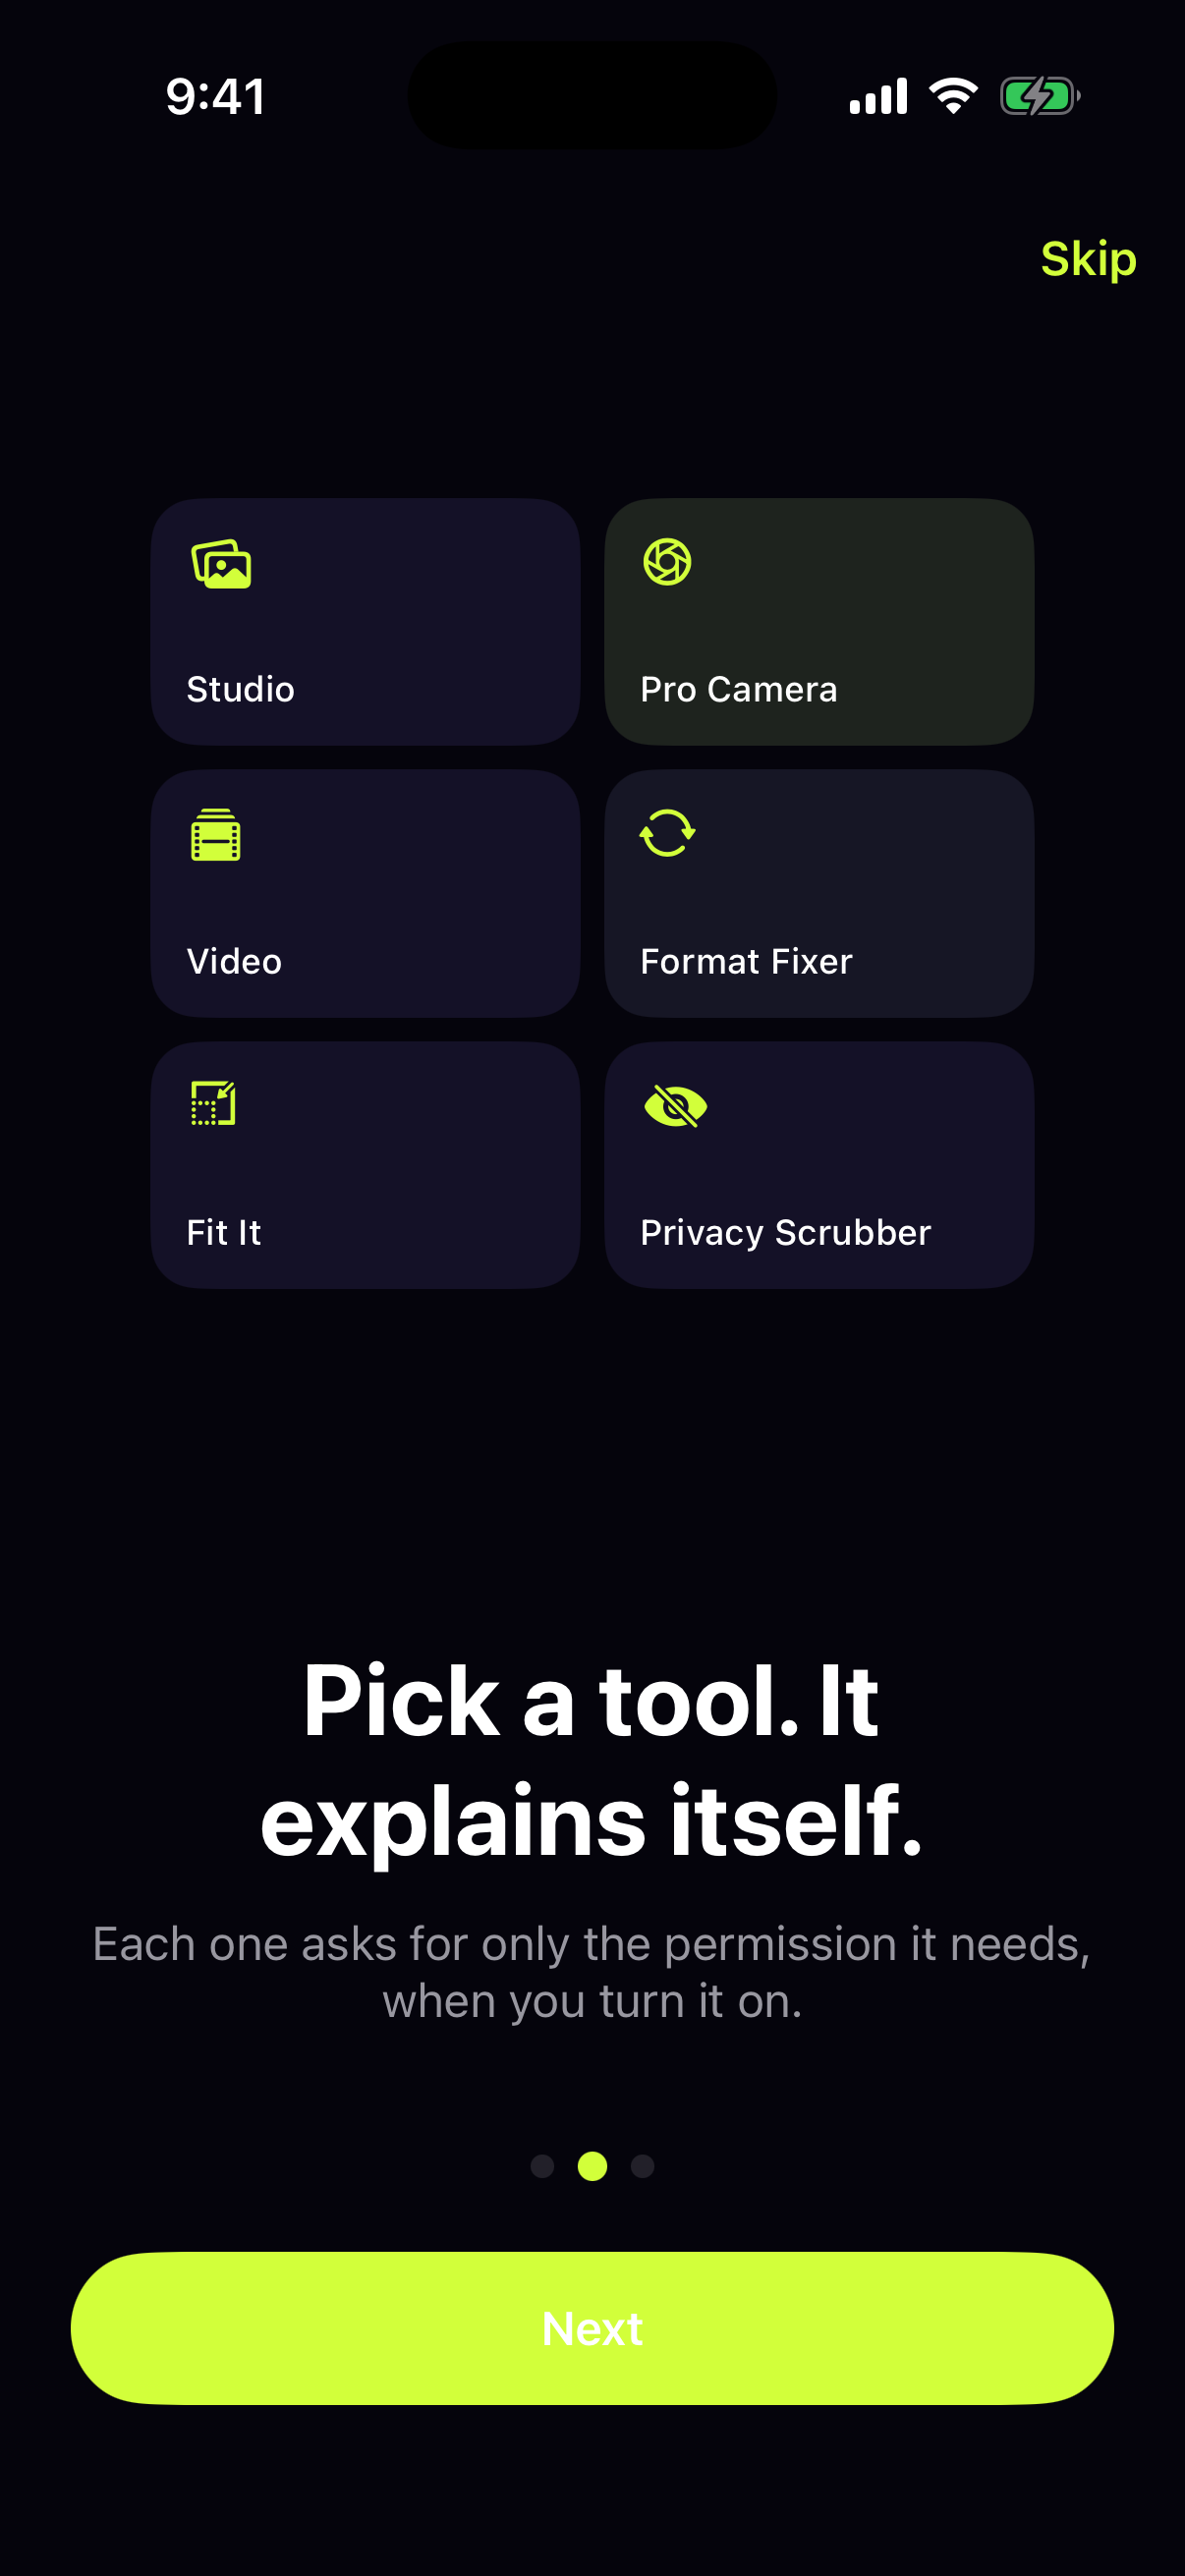 9:41
Skip
Studio
Pro Camera
Video
Format Fixer
Fit It
Privacy Scrubber
Pick a tool. It
explains itself.
Each one asks for only the permission it needs,
when you turn it on.
Next